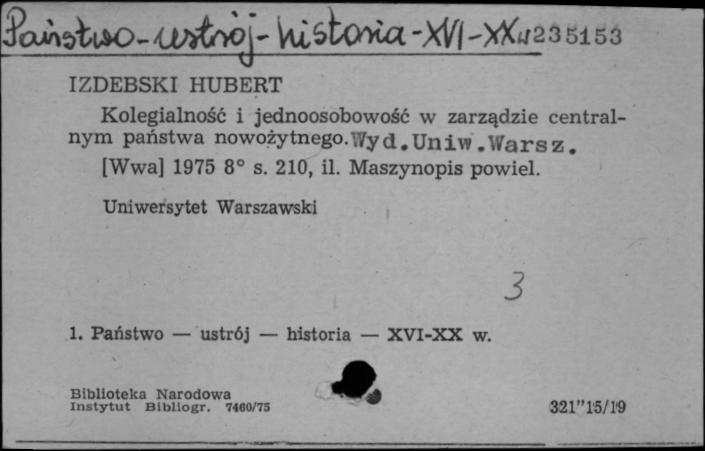 Państwo-ustrój-historia-XVI-XXw235153
IZDEBSKI HUBERT
Kolegialność i jednoosobowość w zarządzie central-
nym państwa nowożytnego.Wyd.Uniw.Warsz.
[Wwa] 1975 8° s. 210, il. Maszynopis powiel.
Uniwersytet Warszawski
3
1. Państwo — ustrój — historia — XVI-XX w.
Biblioteka Narodowa
Instytut Bibliogr. 7460/75
321"15/19